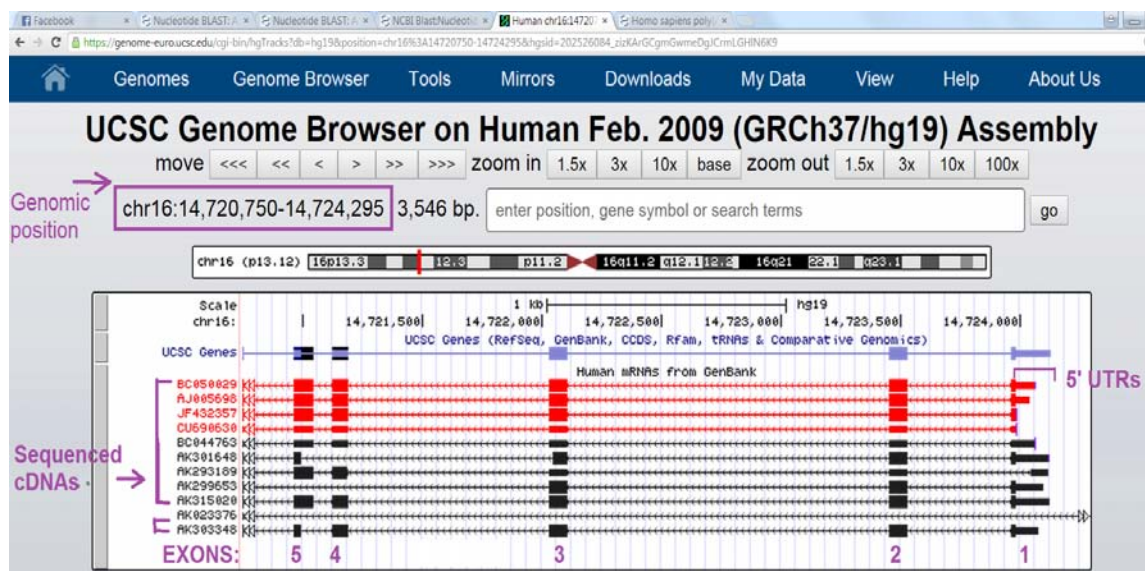 Facebook Nucleotide BLAST: A Nucleotide BLAST: A NCBI Blast:Nucleotid Human chr16:14720 Homo sapiens poly
https://genome-euro.ucsc.edu/cgi-bin/hgTracks?db=hg19&position=chr16%3A14720750-14724295&hgsid=202526084_zizKArGCgmGwmeDgJCrmLGHIN6K9
Genomes Genome Browser Tools Mirrors Downloads My Data View Help About Us
UCSC Genome Browser on Human Feb. 2009 (GRCh37/hg19) Assembly
move <<< << < > >> >>> zoom in 1.5x 3x 10x base zoom out 1.5x 3x 10x 100x
Genomic position
chr16:14,720,750-14,724,295 3,546 bp. enter position, gene symbol or search terms go
chr16 (p13.12) 16p13.3 12.3 p11.2 16q11.2 q12.1 12.2 16q21 22.1 q23.1
Scale 1 kb hg19
chr16: 14,721,500 14,722,000 14,722,500 14,723,000 14,723,500 14,724,000
UCSC Genes (RefSeq, GenBank, CCDS, Rfam, tRNAs & Comparative Genomics)
UCSC Genes
Human mRNAs from GenBank
5' UTRs
BC050029
AJ005698
JF432357
CU690630
BC044763
Sequenced cDNAs
AK301648
AK293189
AK299653
AK315020
AK023376
AK303348
EXONS: 5 4 3 2 1